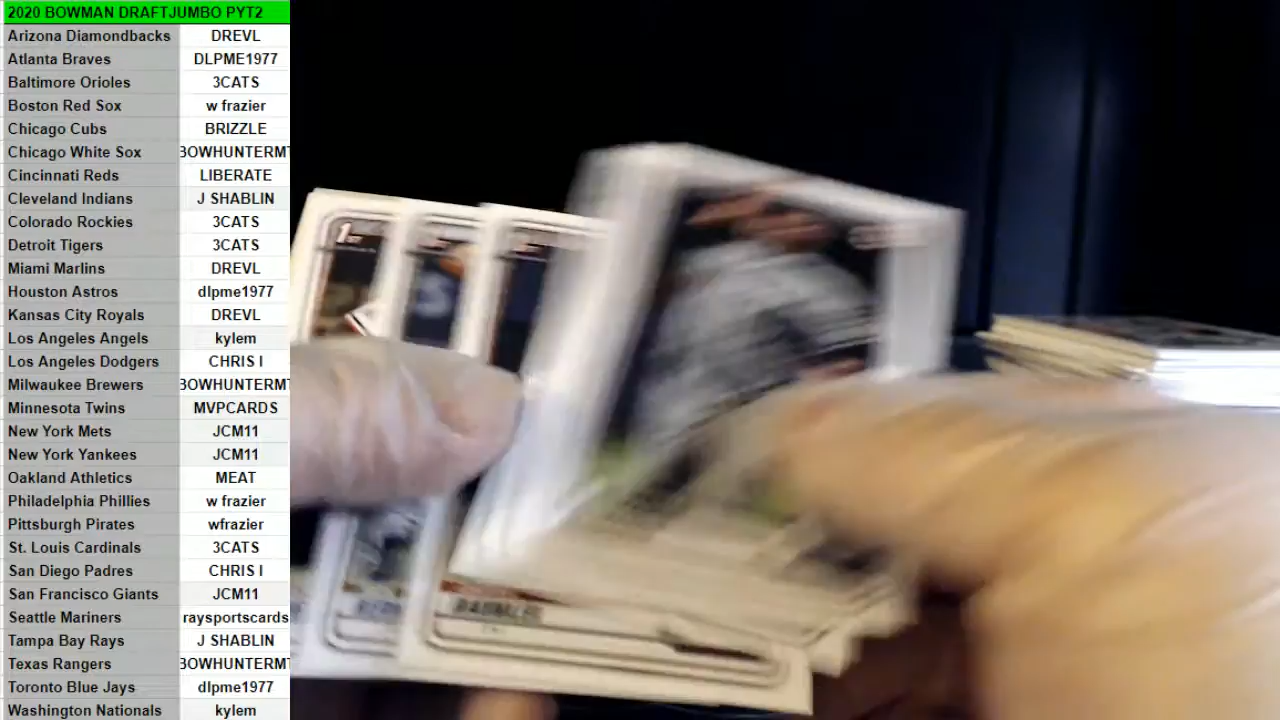 2020 BOWMAN DRAFTJUMBO PYT2
Arizona Diamondbacks DREVL
Atlanta Braves DLPME1977
Baltimore Orioles 3CATS
Boston Red Sox w frazier
Chicago Cubs BRIZZLE
Chicago White Sox BOWHUNTERMT
Cincinnati Reds LIBERATE
Cleveland Indians J SHABLIN
Colorado Rockies 3CATS
Detroit Tigers 3CATS
Miami Marlins DREVL
Houston Astros dlpme1977
Kansas City Royals DREVL
Los Angeles Angels kylem
Los Angeles Dodgers CHRIS I
Milwaukee Brewers BOWHUNTERMT
Minnesota Twins MVPCARDS
New York Mets JCM11
New York Yankees JCM11
Oakland Athletics MEAT
Philadelphia Phillies w frazier
Pittsburgh Pirates wfrazier
St. Louis Cardinals 3CATS
San Diego Padres CHRIS I
San Francisco Giants JCM11
Seattle Mariners raysportscards
Tampa Bay Rays J SHABLIN
Texas Rangers BOWHUNTERMT
Toronto Blue Jays dlpme1977
Washington Nationals kylem
1ST